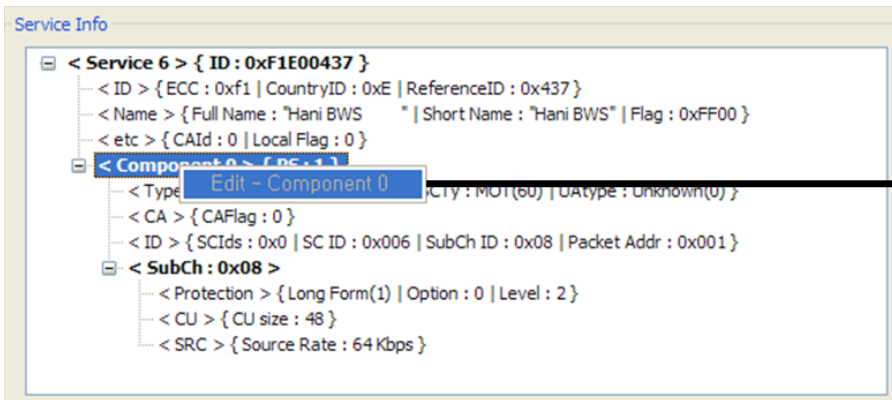 Service Info
< Service 6 > { ID : 0xF1E00437 }
< ID > { ECC : 0xf1 | CountryID : 0xE | ReferenceID : 0x437 }
< Name > { Full Name : "Hani BWS " | Short Name : "Hani BWS" | Flag : 0xFF00 }
< etc > { CAId : 0 | Local Flag : 0 }
< Component 0 > { PS : 1 }
Edit - Component 0
< Type : MOT(60) | UAtype : Unknown(0) }
< CA > { CAFlag : 0 }
< ID > { SCIds : 0x0 | SC ID : 0x006 | SubCh ID : 0x08 | Packet Addr : 0x001 }
< SubCh : 0x08 >
< Protection > { Long Form(1) | Option : 0 | Level : 2 }
< CU > { CU size : 48 }
< SRC > { Source Rate : 64 Kbps }